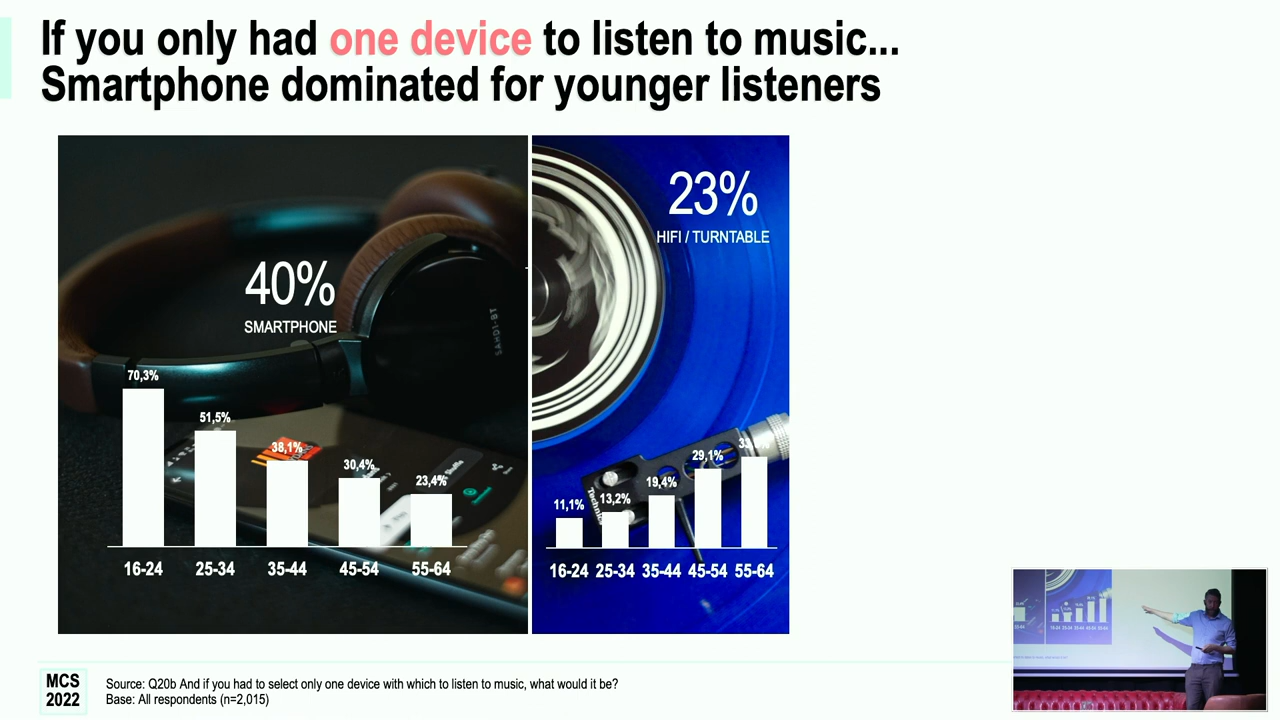 If you only had one device to listen to music...
Smartphone dominated for younger listeners
40%
SMARTPHONE
70,3%
51,5%
38,1%
30,4%
23,4%
16-24 25-34 35-44 45-54 55-64
23%
HIFI / TURNTABLE
11,1%
13,2%
19,4%
29,1%
16-24 25-34 35-44 45-54 55-64
SAHDI-BT
Technics
MCS
2022
Source: Q20b And if you had to select only one device with which to listen to music, what would it be?
Base: All respondents (n=2,015)